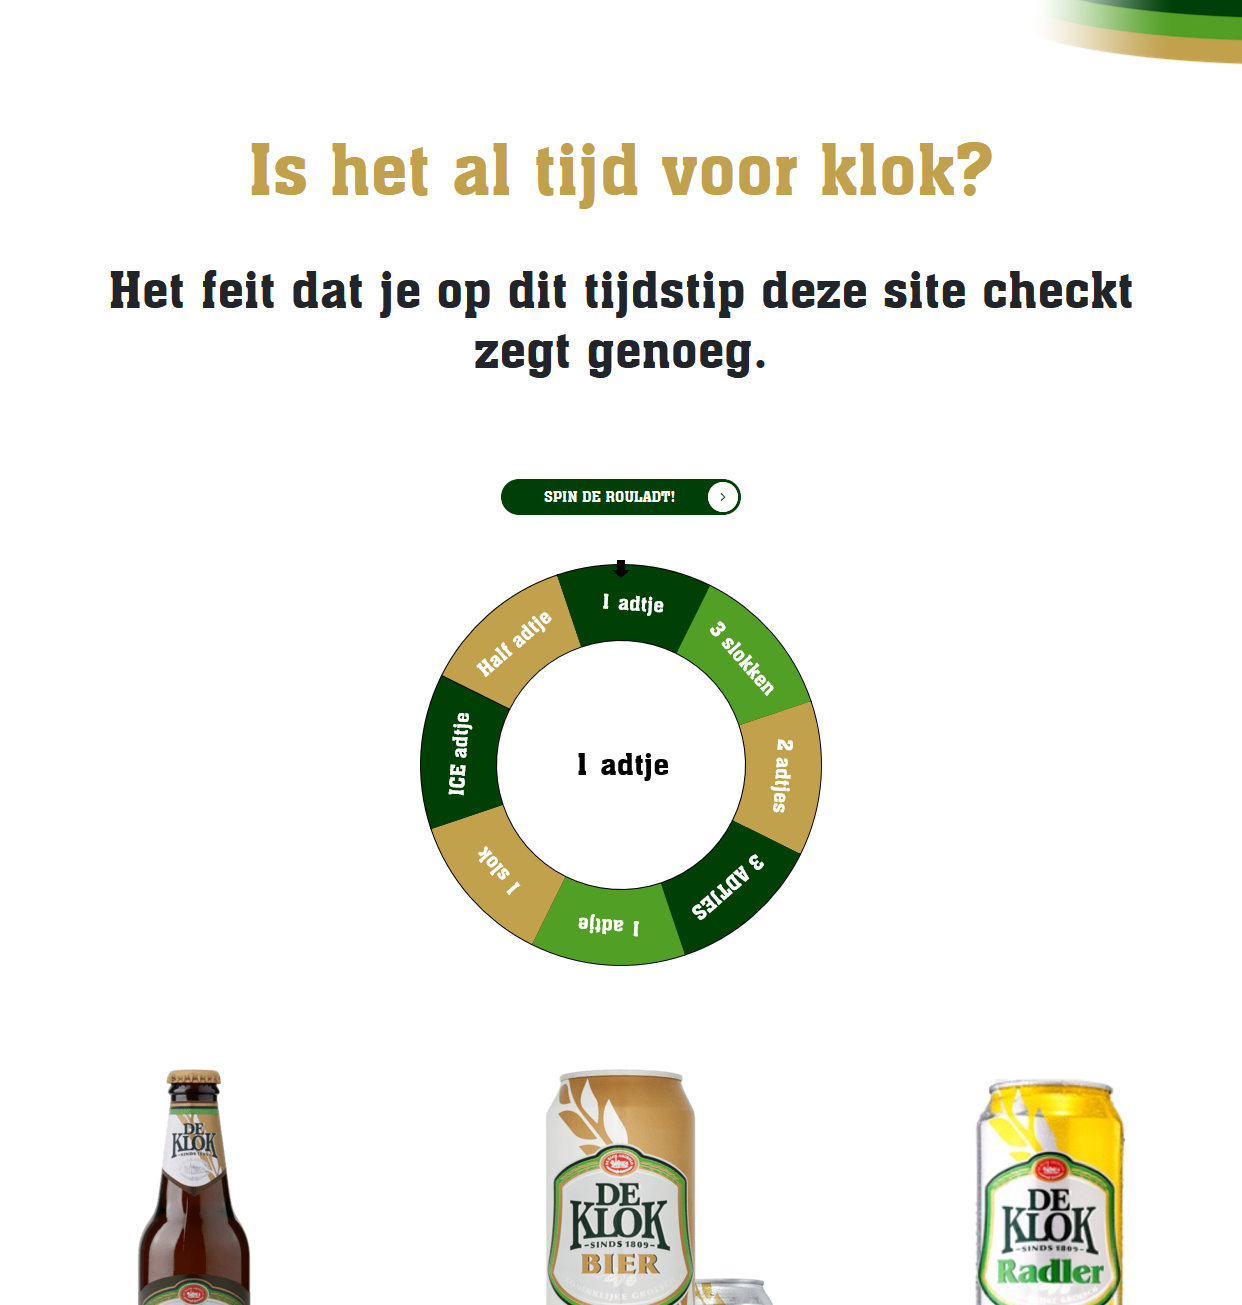 Is het al tijd voor klok?
Het feit dat je op dit tijdstip deze site checkt
zegt genoeg.
SPIN DE ROULADT!
1 adtje
3 slokken
2 adtjes
3 ADTJES
1 adtje
1 slok
ICE adtje
Half adtje
1 adtje
DE
KLOK
SINDS 1809
DE
KLOK
-SINDS 1809-
BIER
DE
KLOK
-SINDS 1809-
Radler